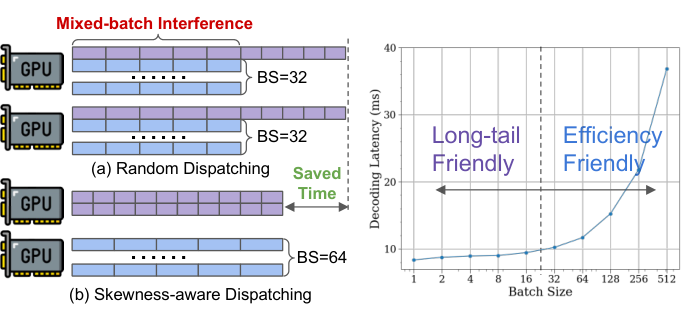 Mixed-batch Interference
GPU
......
BS=32
GPU
......
BS=32
(a) Random Dispatching
GPU
Saved
Time
GPU
......
BS=64
(b) Skewness-aware Dispatching
Decoding Latency (ms)
40
30
20
10
Long-tail
Friendly
Efficiency
Friendly
1 2 4 8 16 32 64 128 256 512
Batch Size